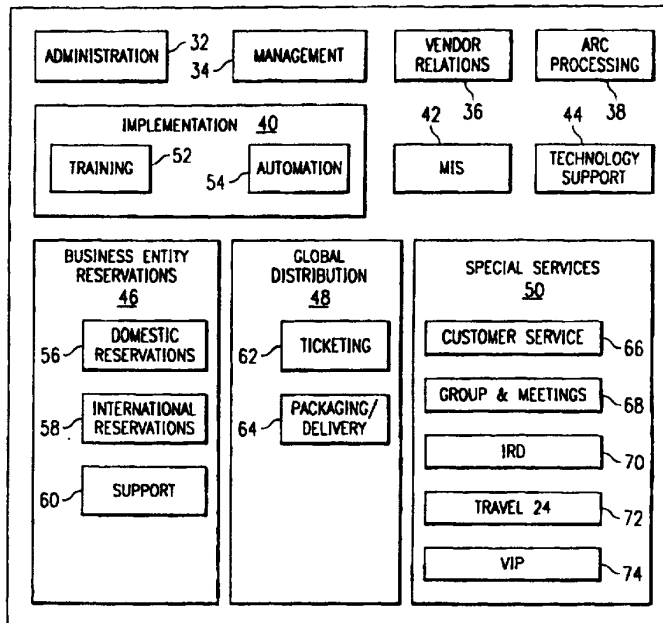 ADMINISTRATION
32
34
MANAGEMENT
VENDOR
RELATIONS
36
ARC
PROCESSING
38
IMPLEMENTATION 40
TRAINING
52
54
AUTOMATION
42
MIS
44
TECHNOLOGY
SUPPORT
BUSINESS ENTITY
RESERVATIONS
46
56
DOMESTIC
RESERVATIONS
58
INTERNATIONAL
RESERVATIONS
60
SUPPORT
GLOBAL
DISTRIBUTION
48
62
TICKETING
64
PACKAGING/
DELIVERY
SPECIAL SERVICES
50
CUSTOMER SERVICE
66
GROUP & MEETINGS
68
IRD
70
TRAVEL 24
72
VIP
74